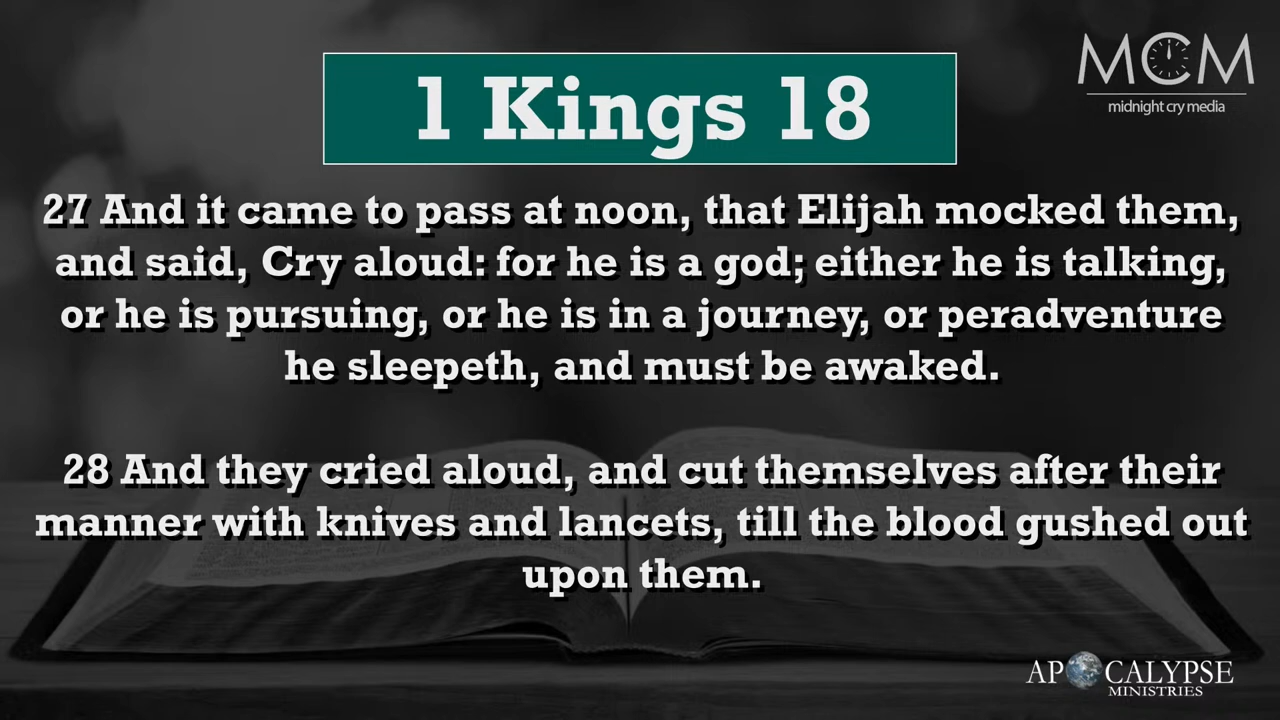 MCM
midnight cry media
1 Kings 18
27 And it came to pass at noon, that Elijah mocked them,
and said, Cry aloud: for he is a god; either he is talking,
or he is pursuing, or he is in a journey, or peradventure
he sleepeth, and must be awaked.
28 And they cried aloud, and cut themselves after their
manner with knives and lancets, till the blood gushed out
upon them.
APOCALYPSE
MINISTRIES